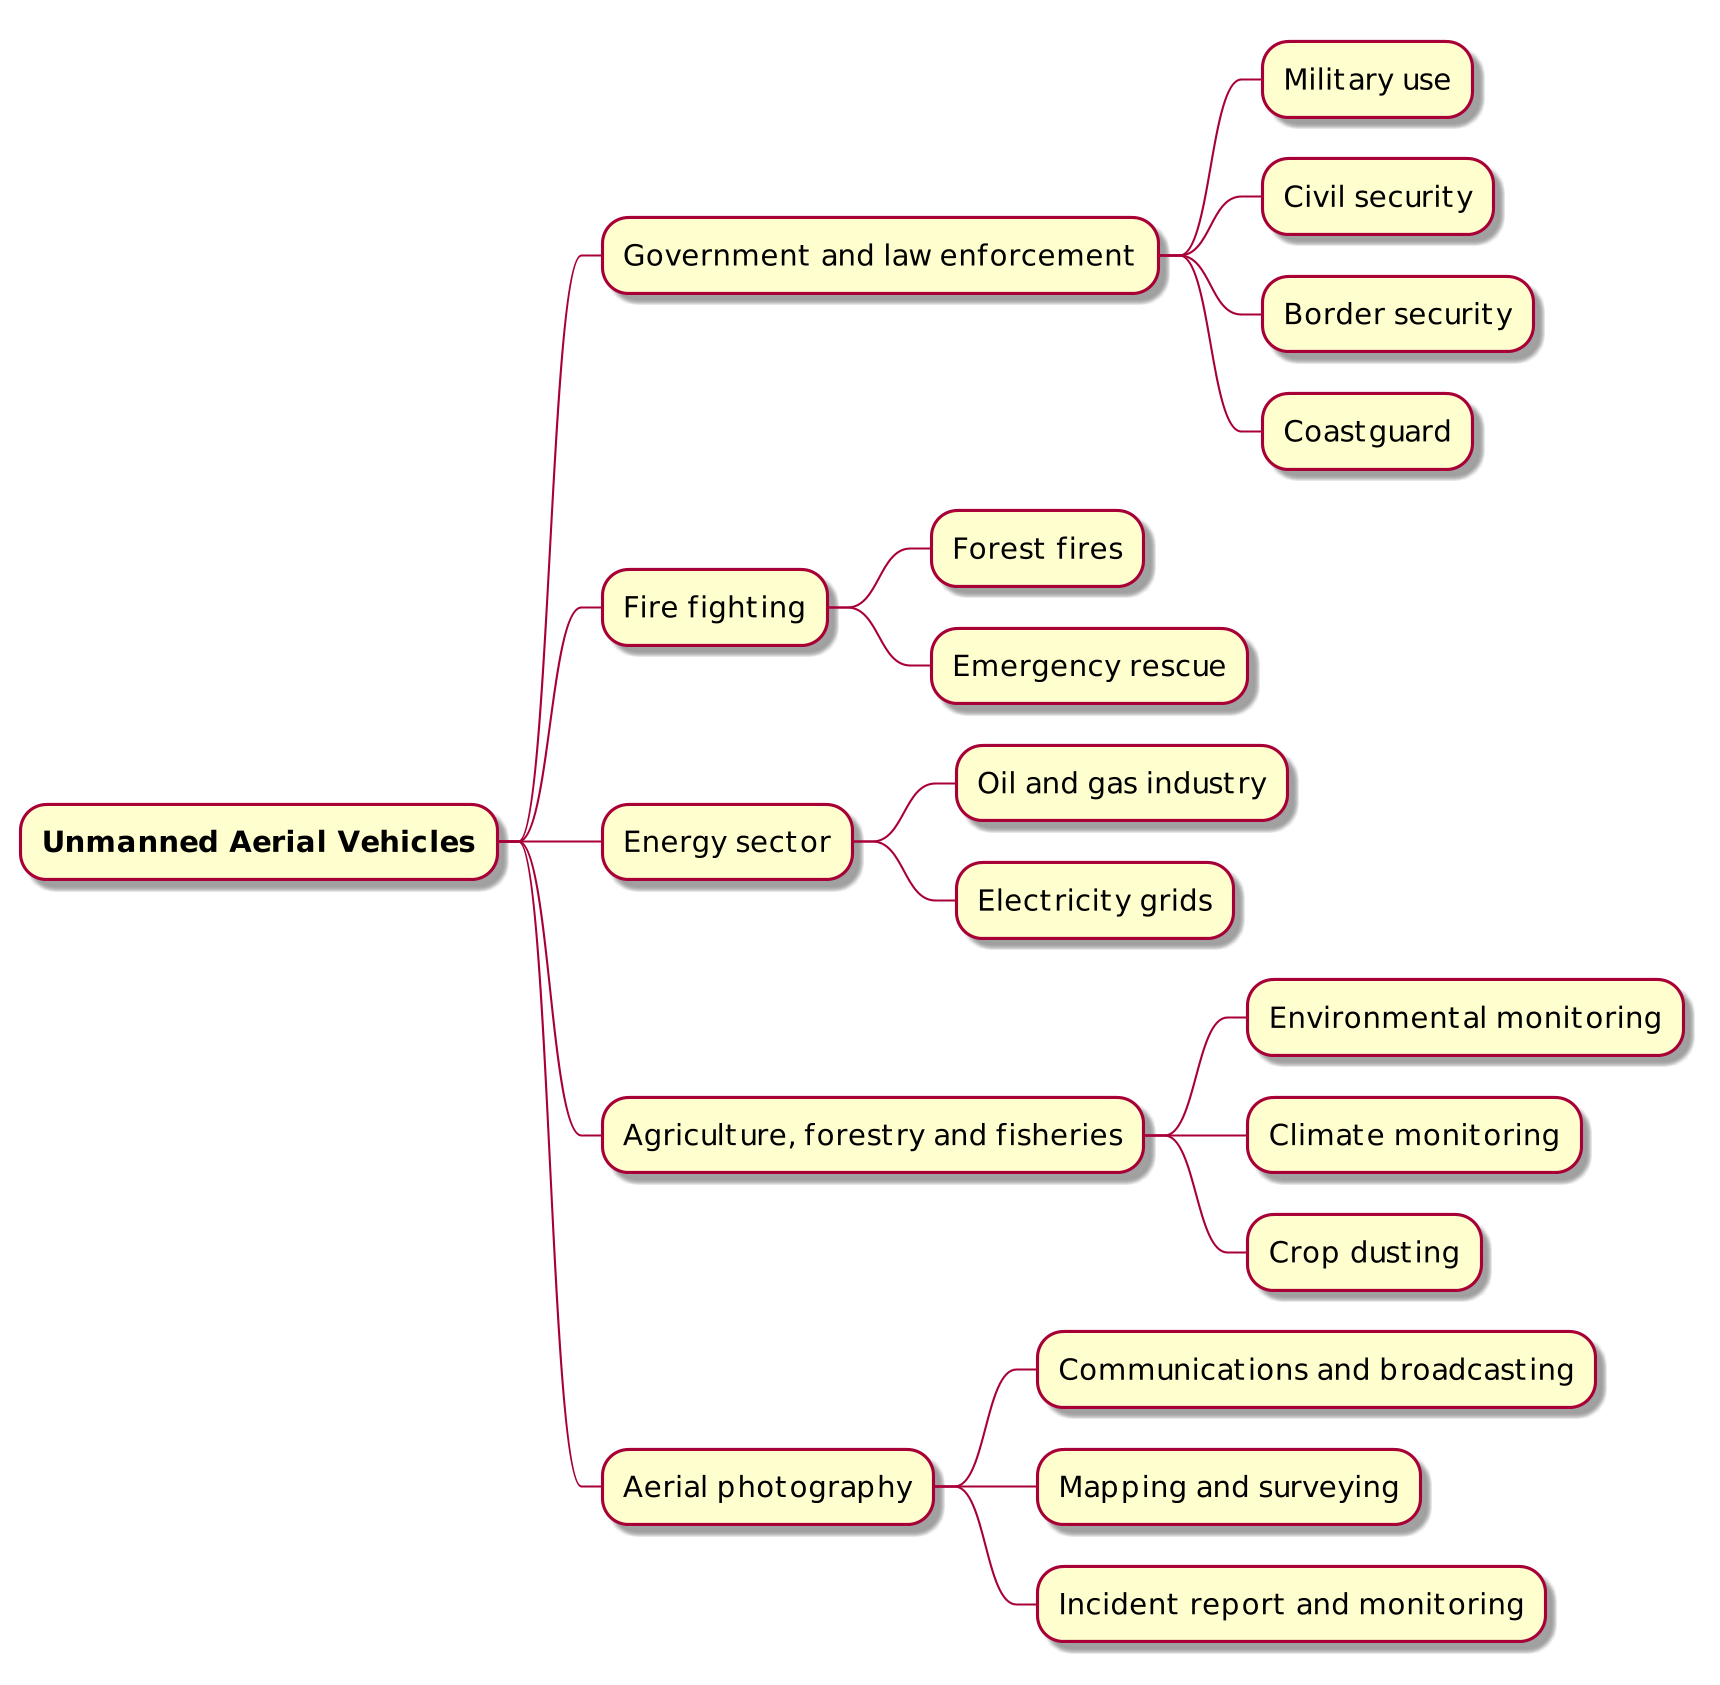 Unmanned Aerial Vehicles
Government and law enforcement
Military use
Civil security
Border security
Coastguard
Fire fighting
Forest fires
Emergency rescue
Energy sector
Oil and gas industry
Electricity grids
Agriculture, forestry and fisheries
Environmental monitoring
Climate monitoring
Crop dusting
Aerial photography
Communications and broadcasting
Mapping and surveying
Incident report and monitoring